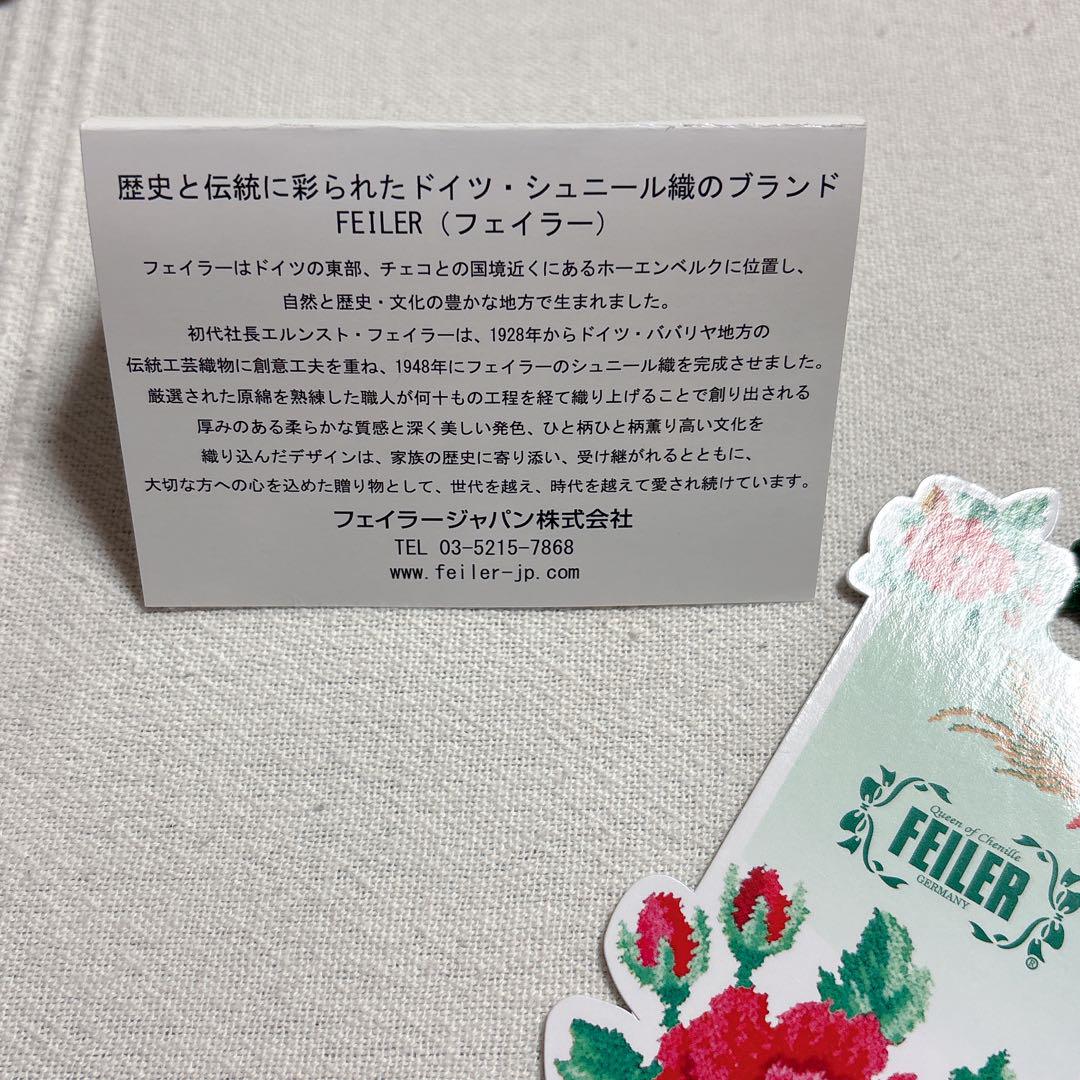 歴史と伝統に彩られたドイツ・シュニール織のブランド
FEILER（フェイラー）
フェイラーはドイツの東部、チェコとの国境近くにあるホーエンベルクに位置し、
自然と歴史・文化の豊かな地方で生まれました。
初代社長エルンスト・フェイラーは、1928年からドイツ・ババリヤ地方の
伝統工芸織物に創意工夫を重ね、1948年にフェイラーのシュニール織を完成させました。
厳選された原綿を熟練した職人が何十もの工程を経て織り上げることで創り出される
厚みのある柔らかな質感と深く美しい発色、ひと柄ひと柄薫り高い文化を
織り込んだデザインは、家族の歴史に寄り添い、受け継がれるとともに、
大切な方への心を込めた贈り物として、世代を越え、時代を越えて愛され続けています。
フェイラージャパン株式会社
TEL 03-5215-7868
www.feiler-jp.com
Queen of Chenille
FEILER
GERMANY
®